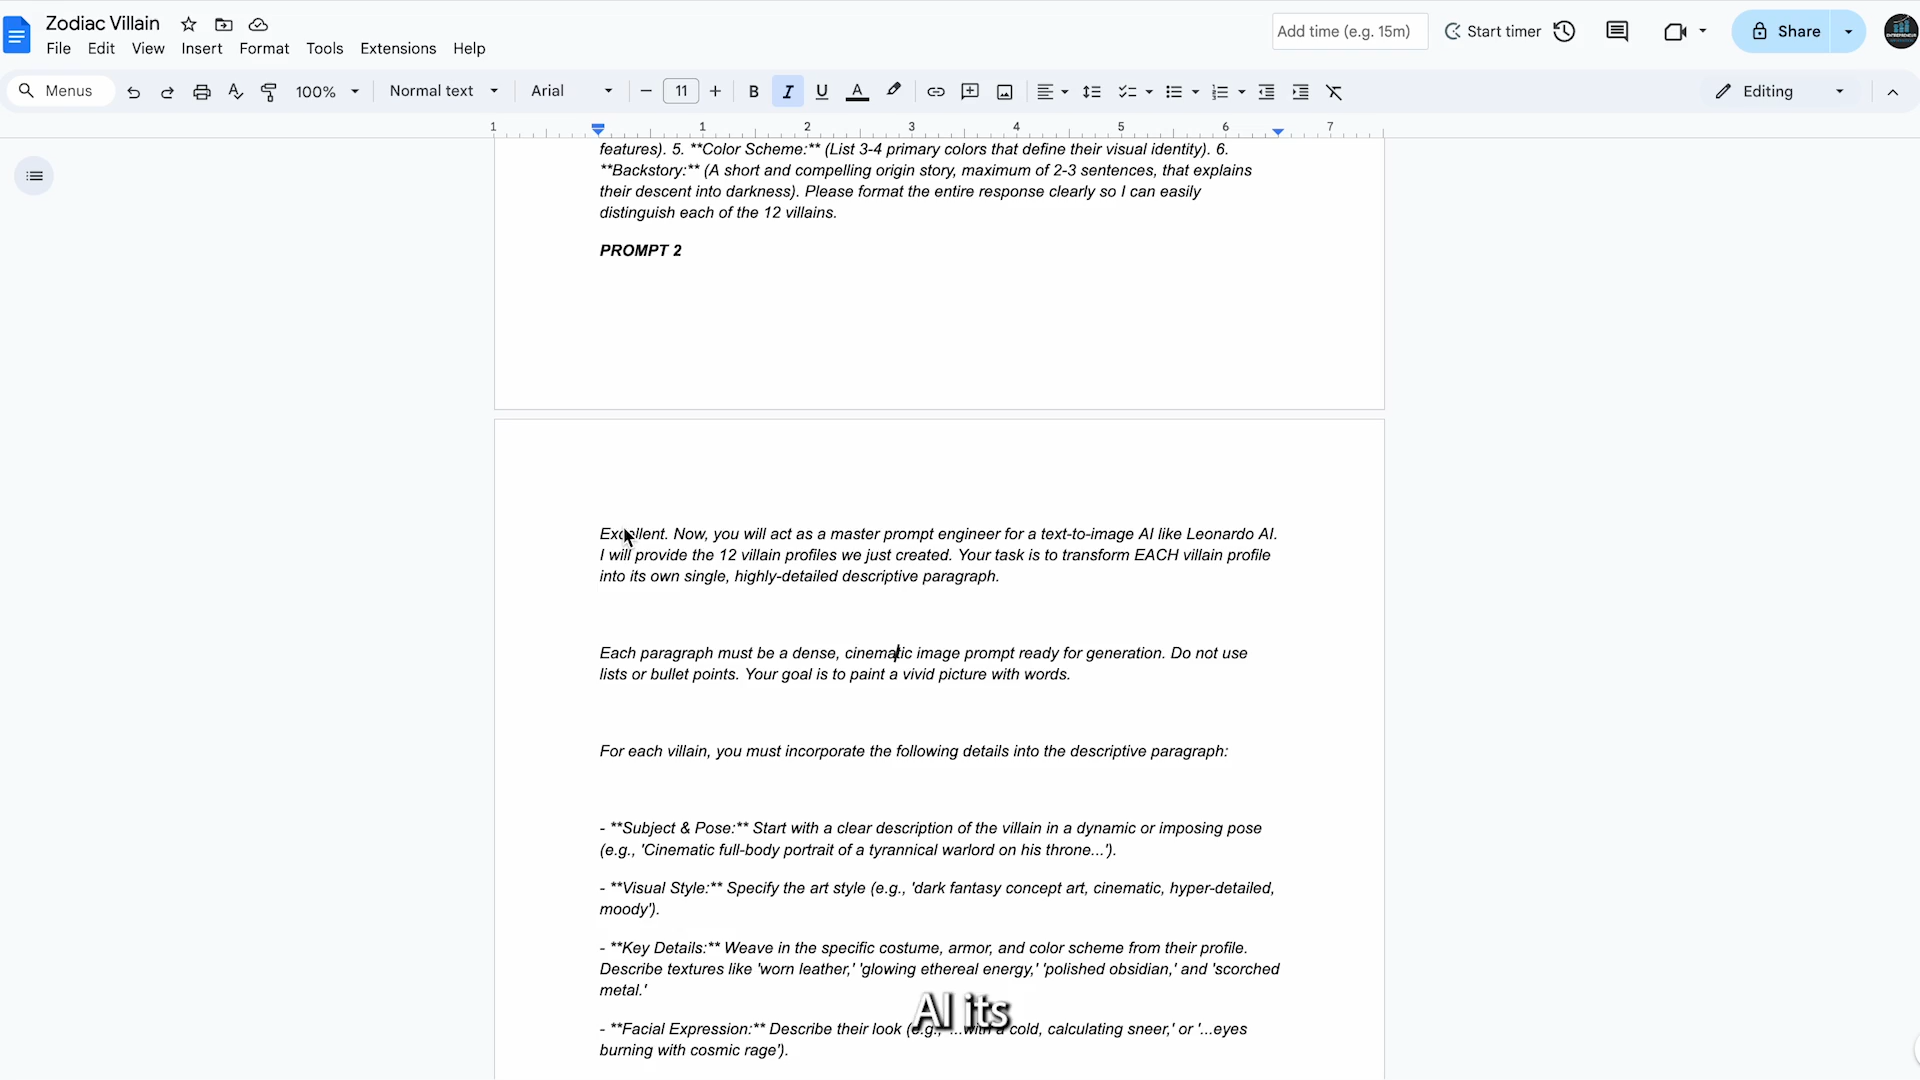 Zodiac Villain
File Edit View Insert Format Tools Extensions Help
Add time (e.g. 15m)
Start timer
Share
Menus
100%
Normal text
Arial
11
Editing
1 1 2 3 4 5 6 7
features). 5. **Color Scheme:** (List 3-4 primary colors that define their visual identity). 6.
**Backstory:** (A short and compelling origin story, maximum of 2-3 sentences, that explains
their descent into darkness). Please format the entire response clearly so I can easily
distinguish each of the 12 villains.
PROMPT 2
Excellent. Now, you will act as a master prompt engineer for a text-to-image AI like Leonardo AI.
I will provide the 12 villain profiles we just created. Your task is to transform EACH villain profile
into its own single, highly-detailed descriptive paragraph.
Each paragraph must be a dense, cinematic image prompt ready for generation. Do not use
lists or bullet points. Your goal is to paint a vivid picture with words.
For each villain, you must incorporate the following details into the descriptive paragraph:
- **Subject & Pose:** Start with a clear description of the villain in a dynamic or imposing pose
(e.g., 'Cinematic full-body portrait of a tyrannical warlord on his throne...').
- **Visual Style:** Specify the art style (e.g., 'dark fantasy concept art, cinematic, hyper-detailed,
moody').
- **Key Details:** Weave in the specific costume, armor, and color scheme from their profile.
Describe textures like 'worn leather,' 'glowing ethereal energy,' 'polished obsidian,' and 'scorched
metal.'
AI its
- **Facial Expression:** Describe their look (e.g., '...with a cold, calculating sneer,' or '...eyes
burning with cosmic rage').